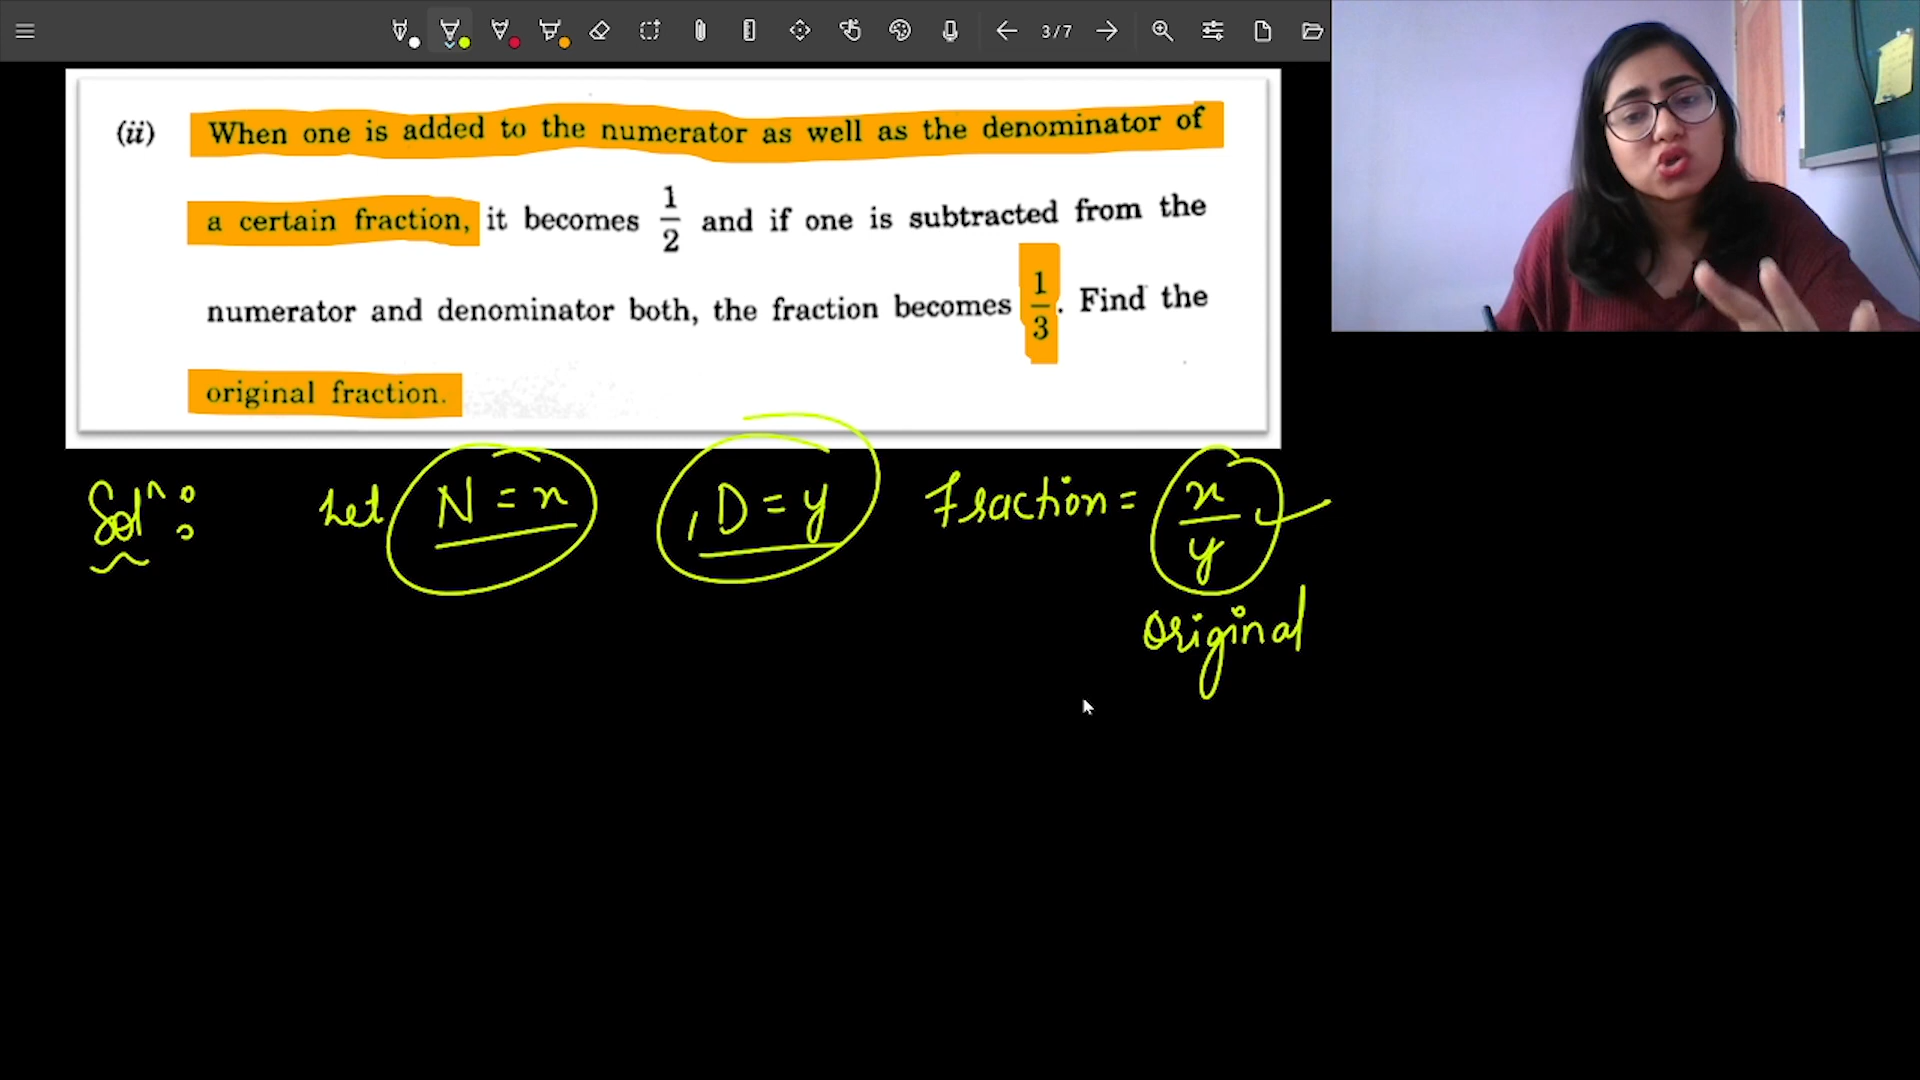 3/7
(ii) When one is added to the numerator as well as the denominator of
a certain fraction, it becomes 1/2 and if one is subtracted from the
numerator and denominator both, the fraction becomes 1/3. Find the
original fraction.
Solⁿ: Let N = x , D = y Fraction = x/y
original